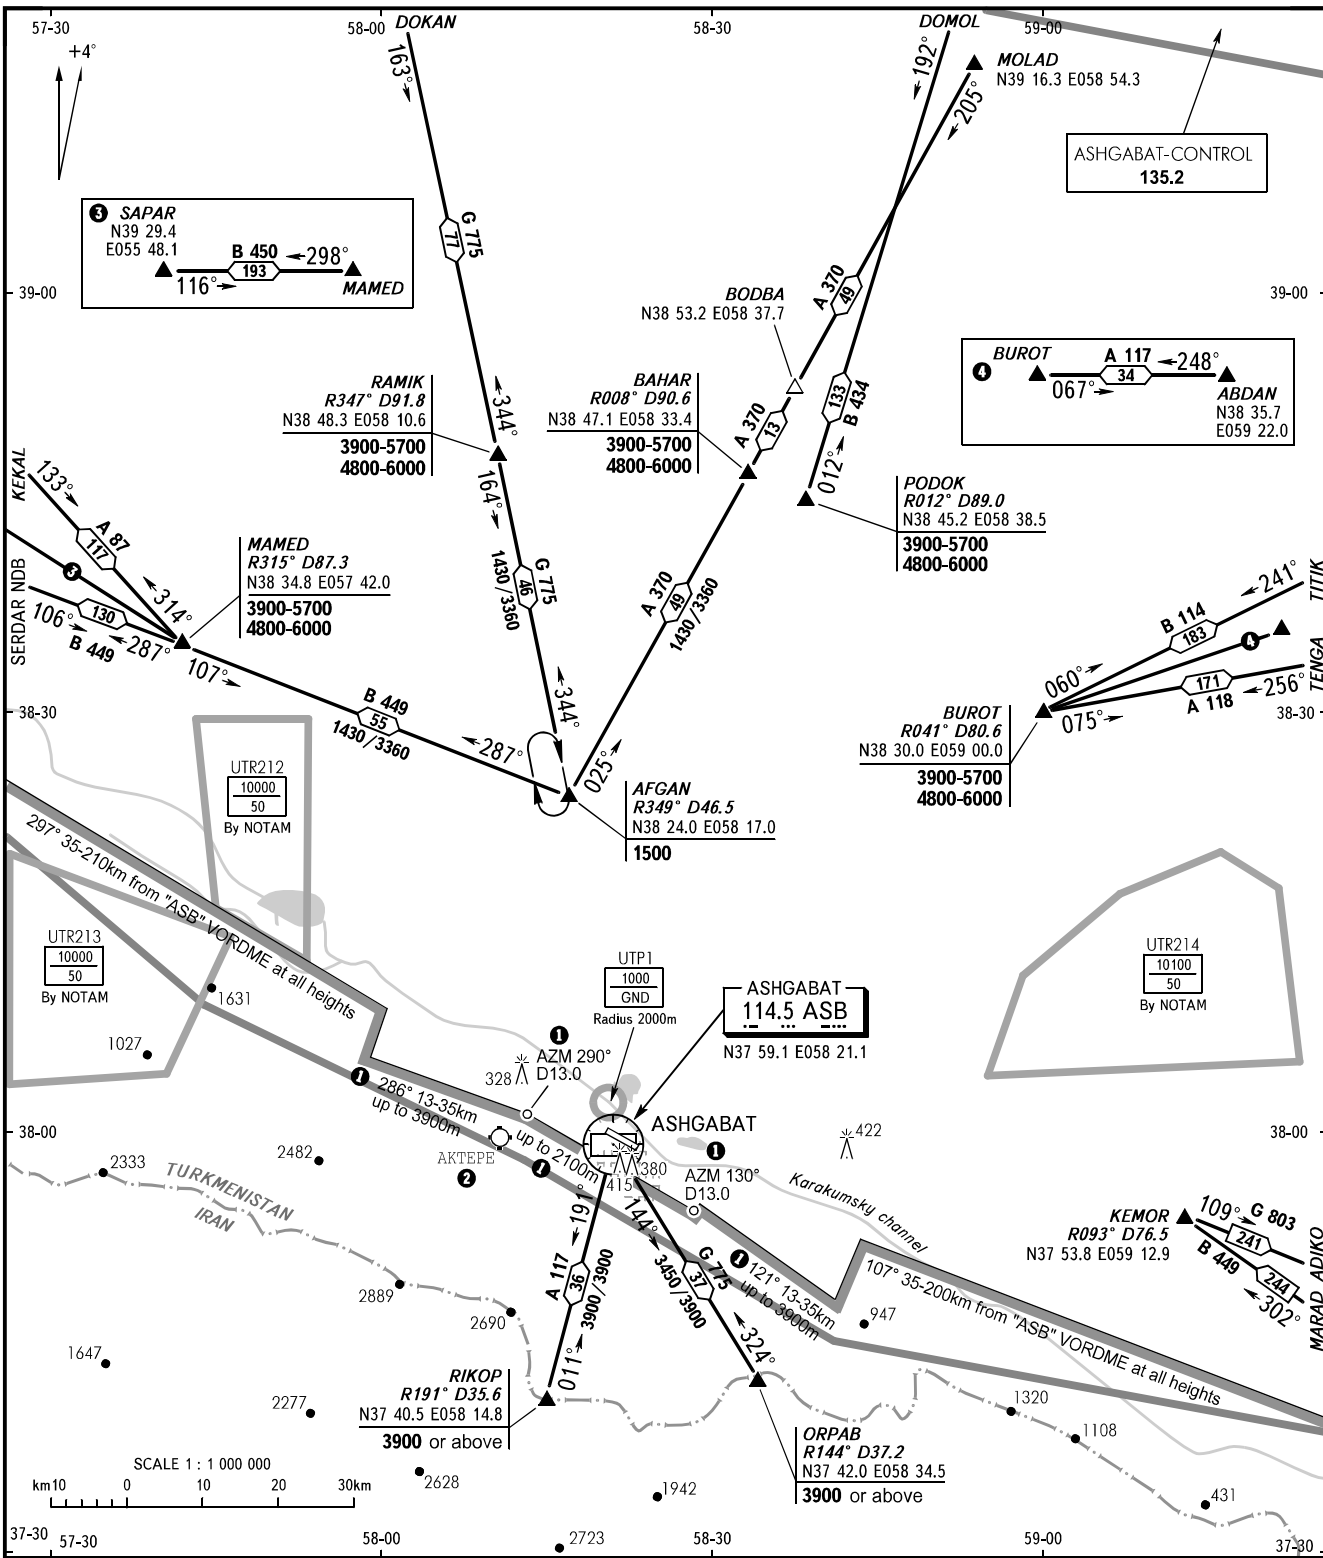 57-30
58-00
DOKAN
58-30
DOMOL
59-00
+4°
163°
192°
MOLAD
N39 16.3 E058 54.3
205°
ASHGABAT-CONTROL
135.2
3 SAPAR
N39 29.4
E055 48.1
B 450
298°
193
116°
MAMED
G 775
77
39-00
39-00
BODBA
N38 53.2 E058 37.7
A 370
49
4
BUROT
A 117
248°
34
067°
ABDAN
N38 35.7
E059 22.0
RAMIK
R347° D91.8
N38 48.3 E058 10.6
3900-5700
4800-6000
344°
164°
BAHAR
R008° D90.6
N38 47.1 E058 33.4
3900-5700
4800-6000
A 370
13
133
B 434
012°
PODOK
R012° D89.0
N38 45.2 E058 38.5
3900-5700
4800-6000
KEKAL
133°
A 87
117
3
314°
SERDAR NDB
106°
130
B 449
287°
MAMED
R315° D87.3
N38 34.8 E057 42.0
3900-5700
4800-6000
107°
G 775
46
1430/3360
A 370
49
1430/3360
241°
TITIK
B 114
183
4
060°
171
A 118
256°
TENGA
075°
38-30
38-30
B 449
55
1430/3360
287°
344°
025°
BUROT
R041° D80.6
N38 30.0 E059 00.0
3900-5700
4800-6000
AFGAN
R349° D46.5
N38 24.0 E058 17.0
1500
UTR212
10000
50
By NOTAM
297° 35-210km from "ASB" VORDME at all heights
UTR213
10000
50
By NOTAM
UTP1
1000
GND
Radius 2000m
ASHGABAT
114.5 ASB
N37 59.1 E058 21.1
UTR214
10100
50
By NOTAM
1631
1027
1
AZM 290°
D13.0
328
1
286° 13-35km
up to 3900m
up to 2100m
ASHGABAT
422
38-00
38-00
AKTEPE
2
1
1
AZM 130°
D13.0
380
415
2333
2482
TURKMENISTAN
IRAN
Karakumsky channel
191°
144°
A 117
36
3900/3900
G 775
37
3450/3900
1
121° 13-35km
up to 3900m
107° 35-200km from "ASB" VORDME at all heights
KEMOR
R093° D76.5
N37 53.8 E059 12.9
109°
G 803
241
B 449
244
302°
ADIKO
MARAD
947
2889
2690
1647
2277
011°
324°
RIKOP
R191° D35.6
N37 40.5 E058 14.8
3900 or above
ORPAB
R144° D37.2
N37 42.0 E058 34.5
3900 or above
1320
1108
431
2628
1942
2723
SCALE 1 : 1 000 000
km10
0
10
20
30km
37-30
57-30
58-00
58-30
59-00
37-30